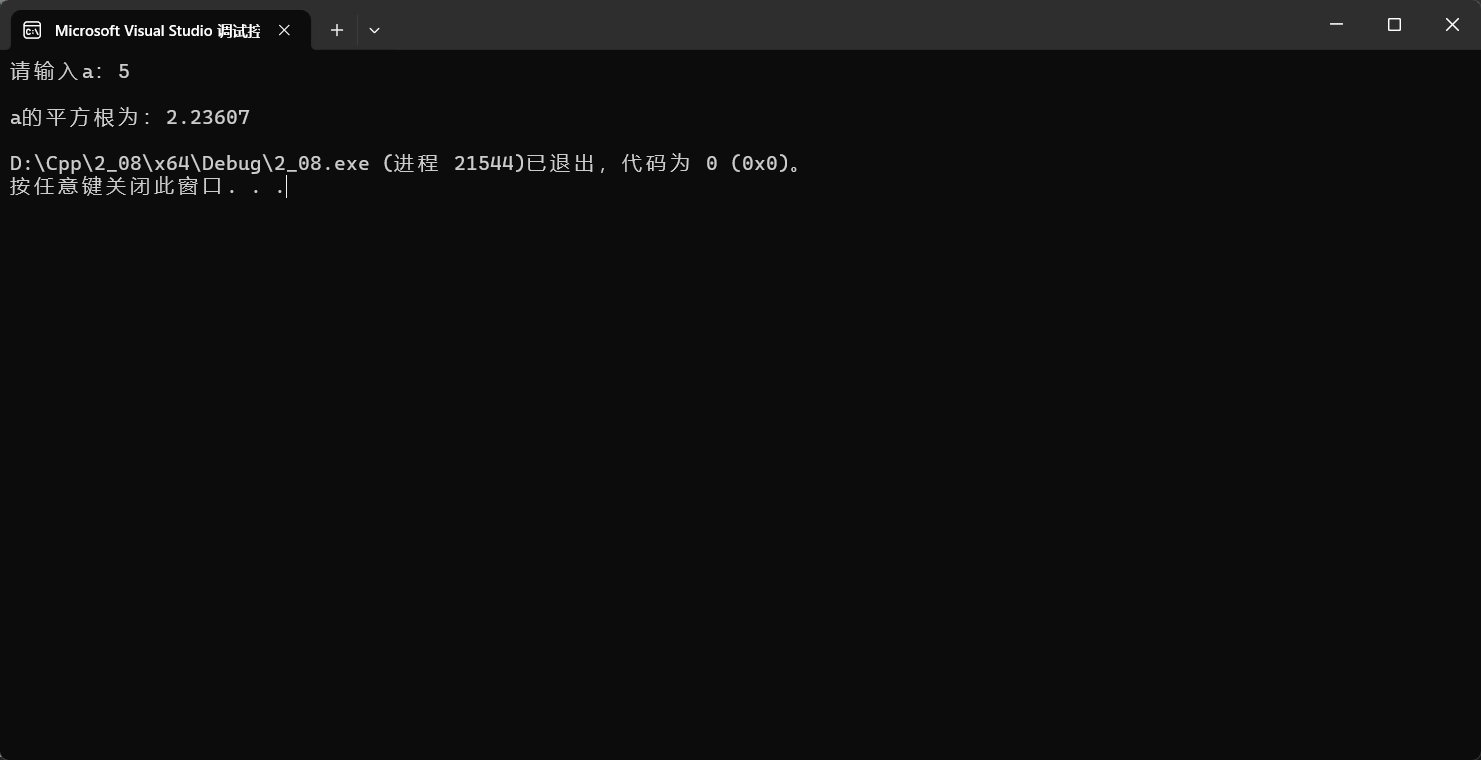 Microsoft Visual Studio 调试控
请输入a: 5
a的平方根为: 2.23607
D:\Cpp\2_08\x64\Debug\2_08.exe (进程 21544)已退出，代码为 0 (0x0)。
按任意键关闭此窗口. . .